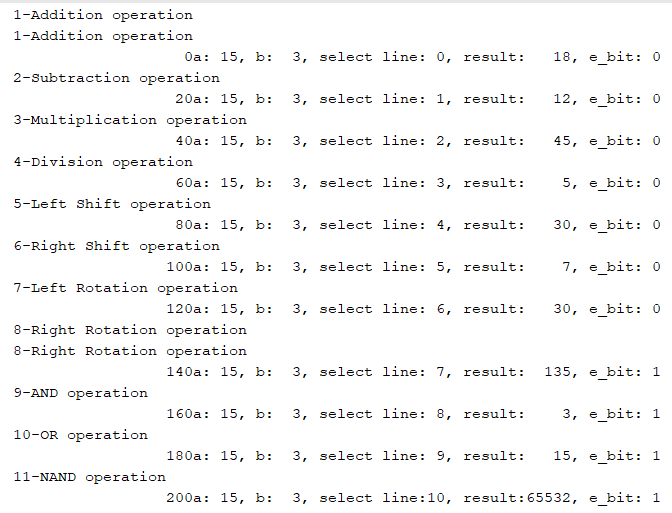 1-Addition operation
1-Addition operation
0a: 15, b:  3, select line: 0, result:   18, e_bit: 0
2-Subtraction operation
20a: 15, b:  3, select line: 1, result:   12, e_bit: 0
3-Multiplication operation
40a: 15, b:  3, select line: 2, result:   45, e_bit: 0
4-Division operation
60a: 15, b:  3, select line: 3, result:    5, e_bit: 0
5-Left Shift operation
80a: 15, b:  3, select line: 4, result:   30, e_bit: 0
6-Right Shift operation
100a: 15, b:  3, select line: 5, result:    7, e_bit: 0
7-Left Rotation operation
120a: 15, b:  3, select line: 6, result:   30, e_bit: 0
8-Right Rotation operation
8-Right Rotation operation
140a: 15, b:  3, select line: 7, result:  135, e_bit: 1
9-AND operation
160a: 15, b:  3, select line: 8, result:    3, e_bit: 1
10-OR operation
180a: 15, b:  3, select line: 9, result:   15, e_bit: 1
11-NAND operation
200a: 15, b:  3, select line:10, result:65532, e_bit: 1